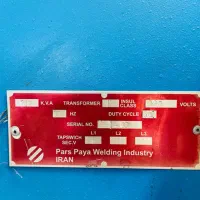 K.V.A TRANSFORMER INSUL CLASS VOLTS
HZ DUTY CYCLE
SERIAL NO.
TAPSWICH L1 L2 L3
SEC.V
Pars Paya Welding Industry
IRAN